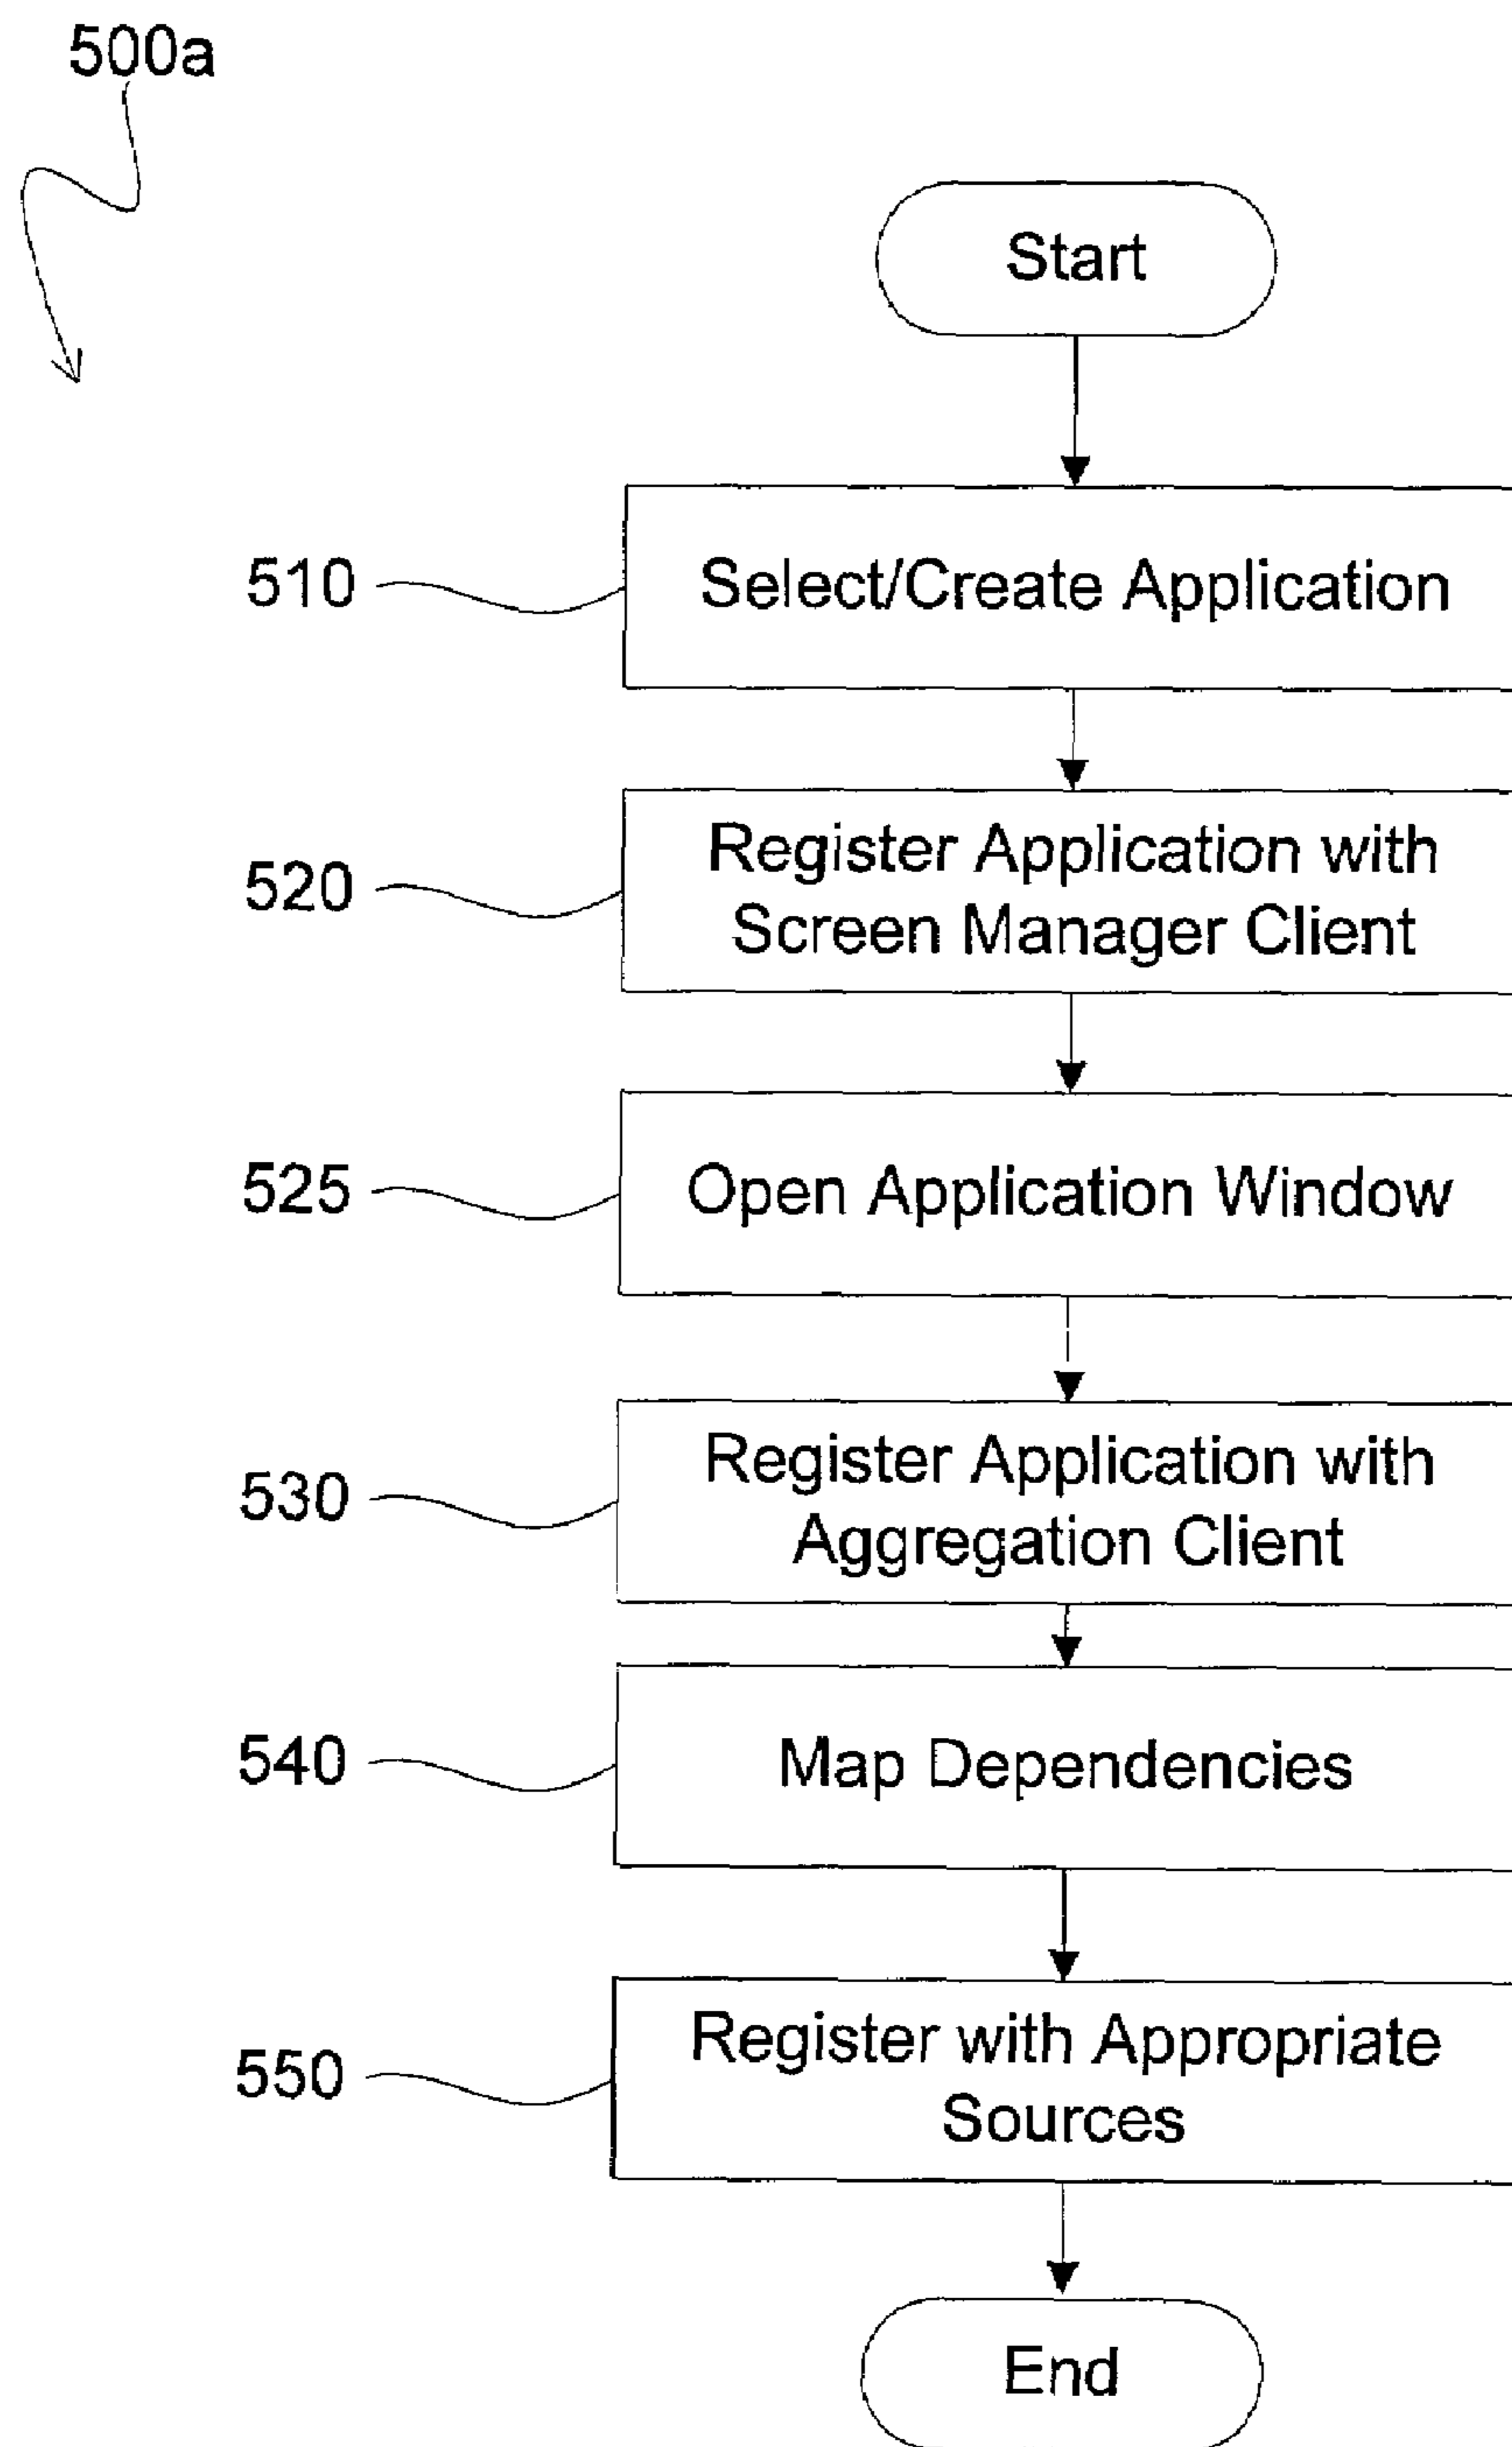 500a
Start
510
Select/Create Application
520
Register Application with
Screen Manager Client
525
Open Application Window
530
Register Application with
Aggregation Client
540
Map Dependencies
550
Register with Appropriate
Sources
End